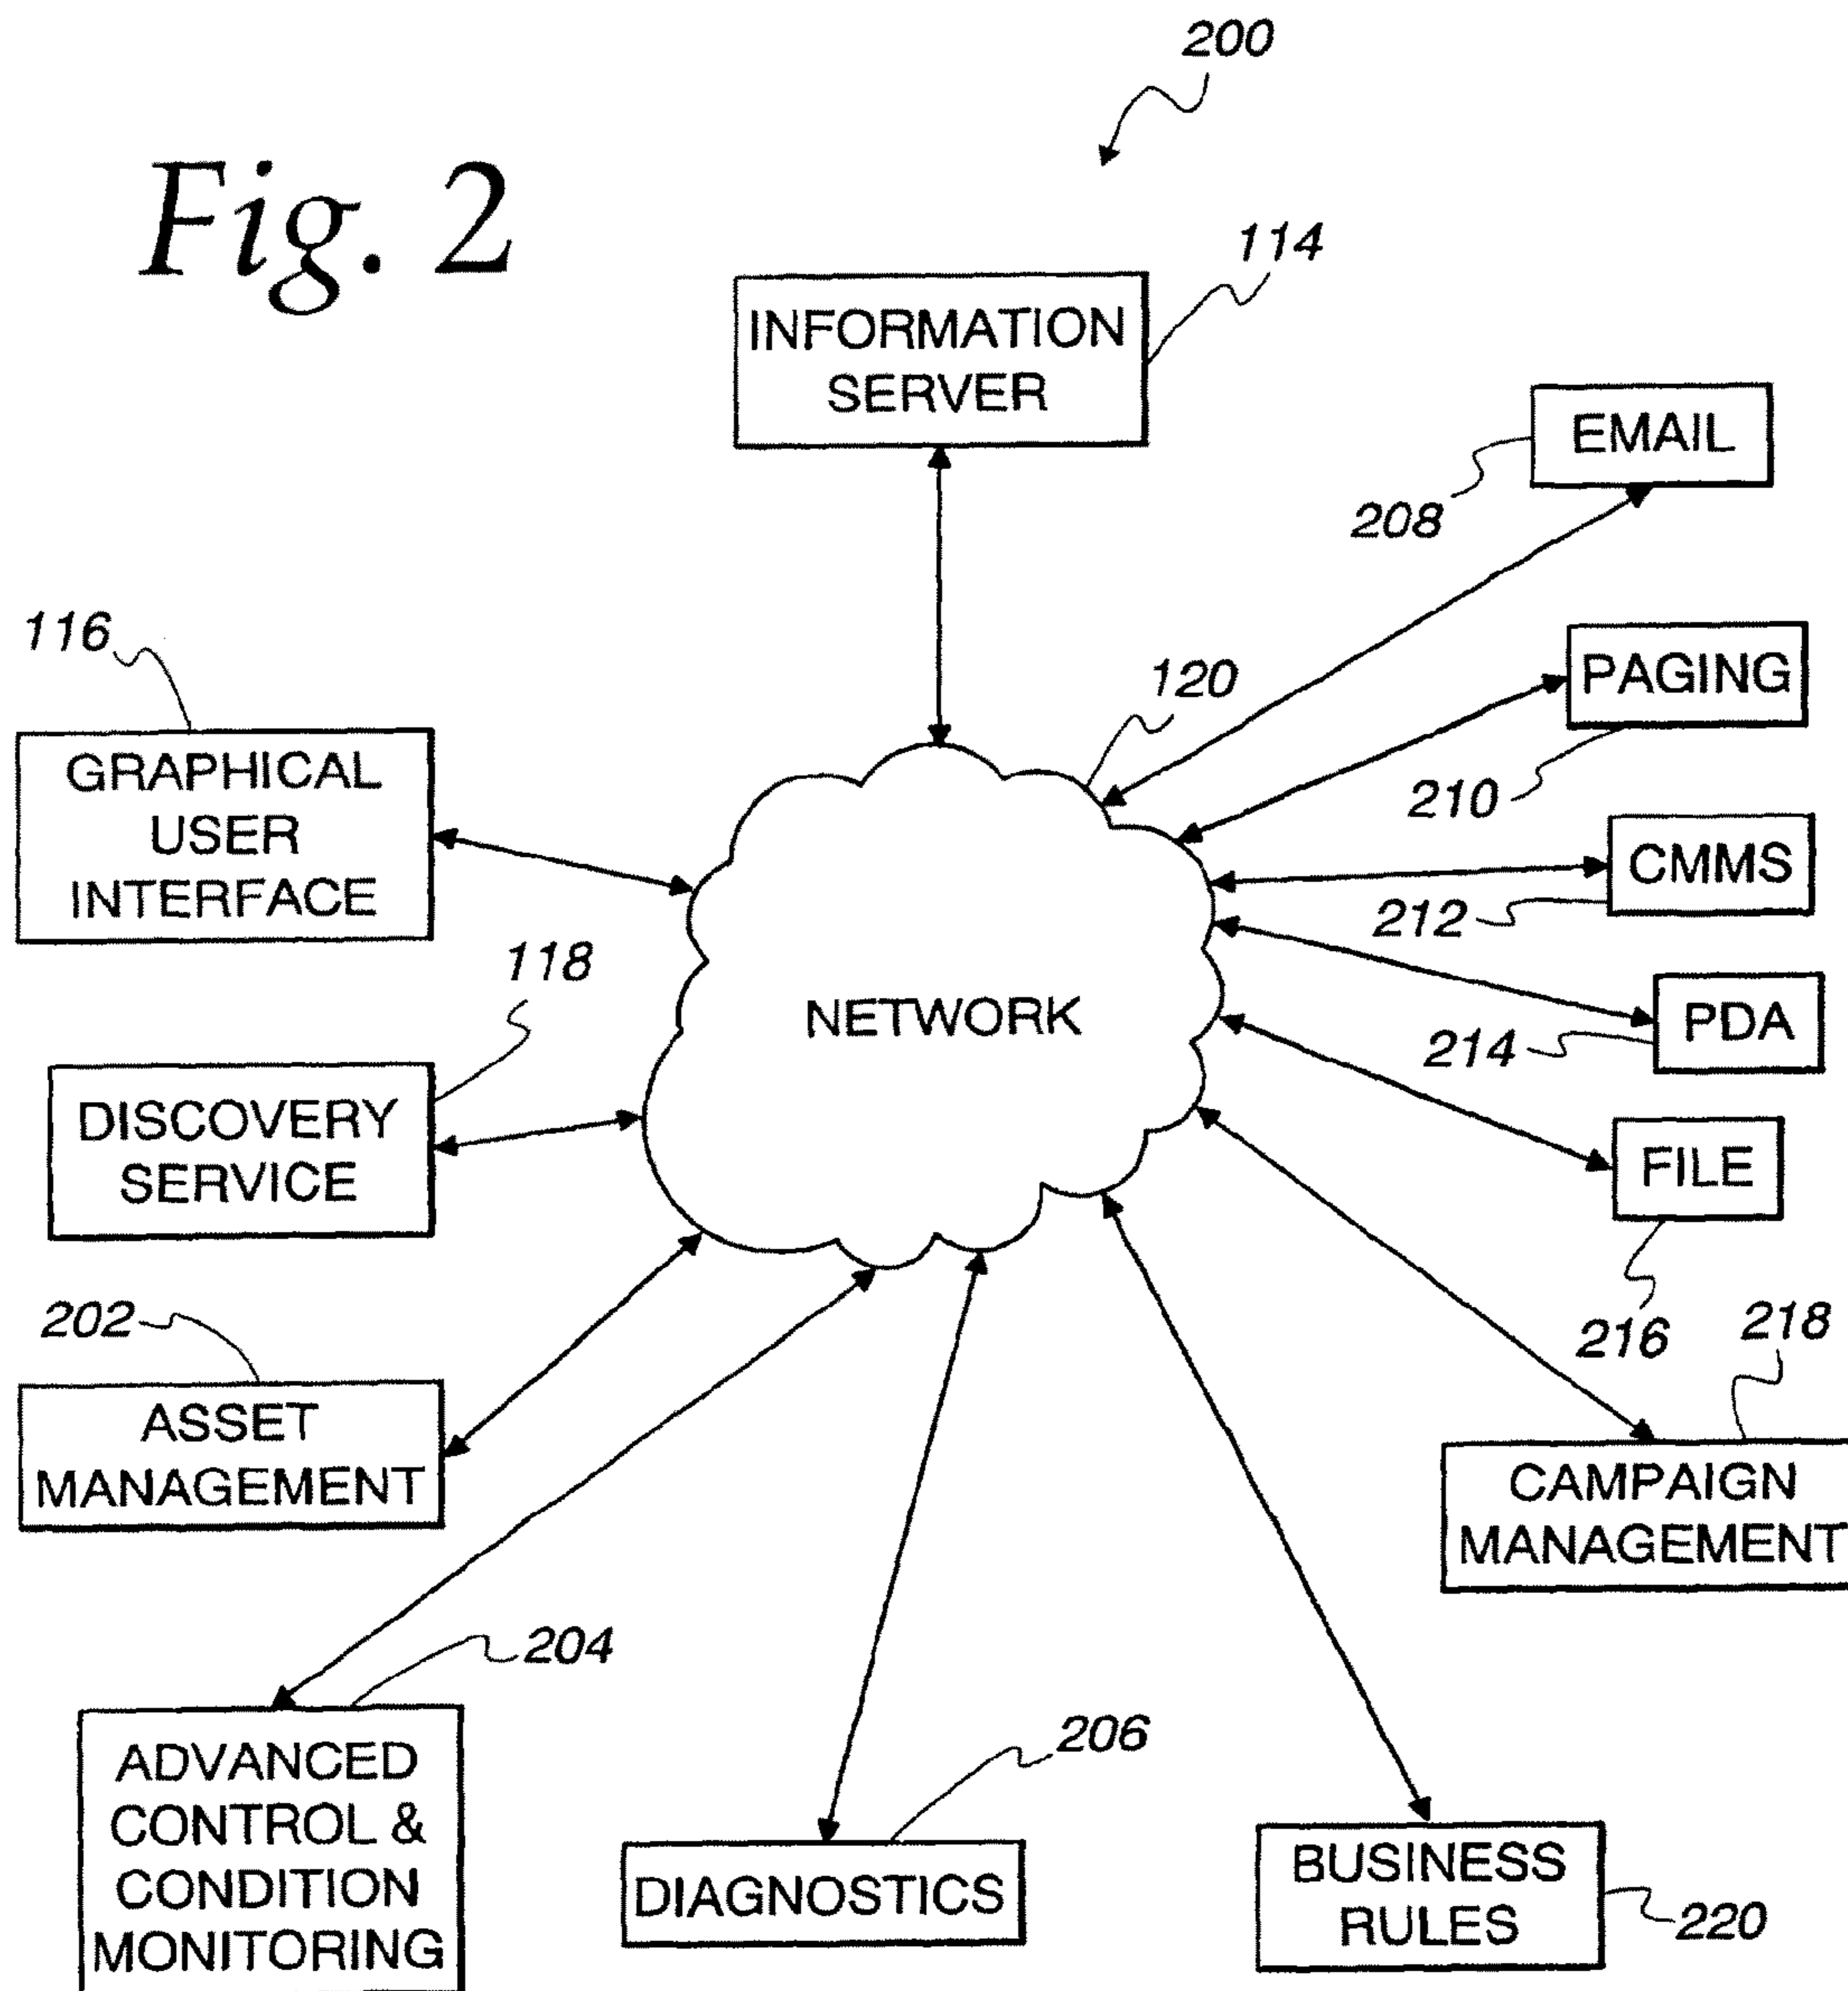 200
Fig. 2
114
INFORMATION
SERVER
EMAIL
208
116
120
PAGING
GRAPHICAL
USER
INTERFACE
210
CMMS
212
118
NETWORK
PDA
214
DISCOVERY
SERVICE
FILE
202
216
218
ASSET
MANAGEMENT
CAMPAIGN
MANAGEMENT
204
206
ADVANCED
CONTROL &
CONDITION
MONITORING
DIAGNOSTICS
BUSINESS
RULES
220